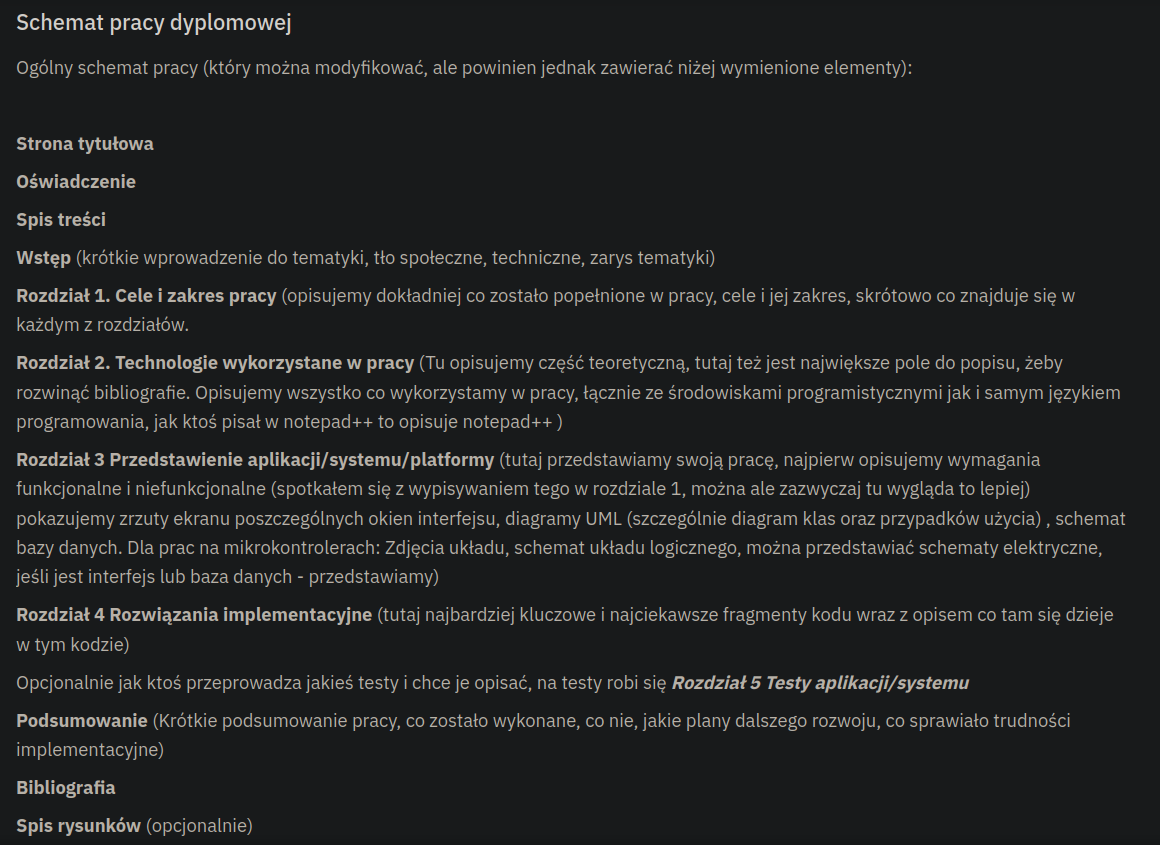 Schemat pracy dyplomowej
Ogólny schemat pracy (który można modyfikować, ale powinien jednak zawierać niżej wymienione elementy):
Strona tytułowa
Oświadczenie
Spis treści
Wstęp (krótkie wprowadzenie do tematyki, tło społeczne, techniczne, zarys tematyki)
Rozdział 1. Cele i zakres pracy (opisujemy dokładniej co zostało popełnione w pracy, cele i jej zakres, skrótowo co znajduje się w
każdym z rozdziałów.
Rozdział 2. Technologie wykorzystane w pracy (Tu opisujemy część teoretyczną, tutaj też jest największe pole do popisu, żeby
rozwinąć bibliografie. Opisujemy wszystko co wykorzystamy w pracy, łącznie ze środowiskami programistycznymi jak i samym językiem
programowania, jak ktoś pisał w notepad++ to opisuje notepad++ )
Rozdział 3 Przedstawienie aplikacji/systemu/platformy (tutaj przedstawiamy swoją pracę, najpierw opisujemy wymagania
funkcjonalne i niefunkcjonalne (spotkałem się z wypisywaniem tego w rozdziale 1, można ale zazwyczaj tu wygląda to lepiej)
pokazujemy zrzuty ekranu poszczególnych okien interfejsu, diagramy UML (szczególnie diagram klas oraz przypadków użycia) , schemat
bazy danych. Dla prac na mikrokontrolerach: Zdjęcia układu, schemat układu logicznego, można przedstawiać schematy elektryczne,
jeśli jest interfejs lub baza danych - przedstawiamy)
Rozdział 4 Rozwiązania implementacyjne (tutaj najbardziej kluczowe i najciekawsze fragmenty kodu wraz z opisem co tam się dzieje
w tym kodzie)
Opcjonalnie jak ktoś przeprowadza jakieś testy i chce je opisać, na testy robi się Rozdział 5 Testy aplikacji/systemu
Podsumowanie (Krótkie podsumowanie pracy, co zostało wykonane, co nie, jakie plany dalszego rozwoju, co sprawiało trudności
implementacyjne)
Bibliografia
Spis rysunków (opcjonalnie)